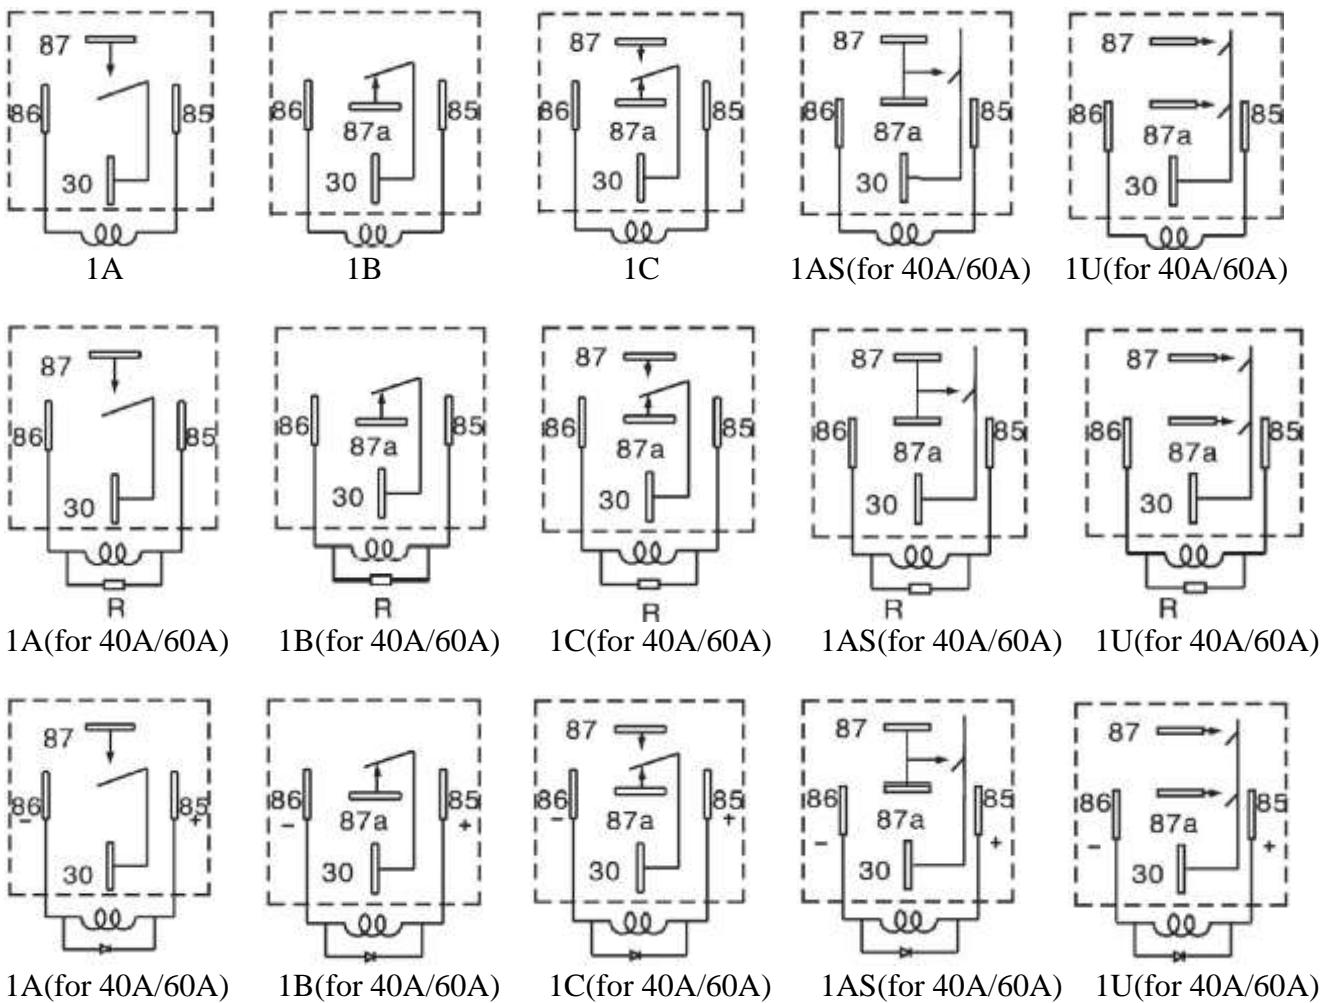 87
86 85
30
1A
86 85
87a
30
1B
87
86 85
87a
30
1C
87
86 85
87a
30
1AS(for 40A/60A)
87
86 85
87a
30
1U(for 40A/60A)
87
86 85
30
R
1A(for 40A/60A)
86 85
87a
30
R
1B(for 40A/60A)
87
86 85
87a
30
R
1C(for 40A/60A)
87
86 85
87a
30
R
1AS(for 40A/60A)
87
86 85
87a
30
R
1U(for 40A/60A)
87
86 85
- +
30
1A(for 40A/60A)
86 85
- +
87a
30
1B(for 40A/60A)
87
86 85
- +
87a
30
1C(for 40A/60A)
87
86 85
87a
- +
30
1AS(for 40A/60A)
87
86 85
87a
- +
30
1U(for 40A/60A)